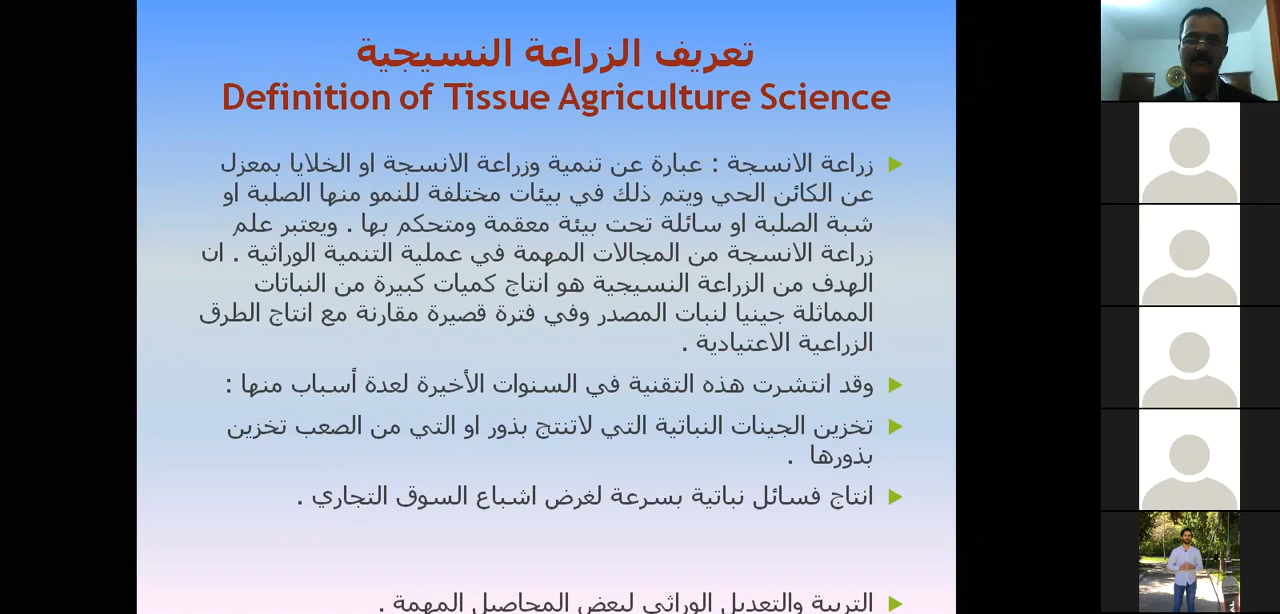 تعريف الزراعة النسيجية
Definition of Tissue Agriculture Science
زراعة الانسجة : عبارة عن تنمية وزراعة الانسجة او الخلايا بمعزل
عن الكائن الحي ويتم ذلك في بيئات مختلفة للنمو منها الصلبة او
شبة الصلبة او سائلة تحت بيئة معقمة ومتحكم بها . ويعتبر علم
زراعة الانسجة من المجالات المهمة في عملية التنمية الوراثية . ان
الهدف من الزراعة النسيجية هو انتاج كميات كبيرة من النباتات
المماثلة جينيا لنبات المصدر وفي فترة قصيرة مقارنة مع انتاج الطرق
الزراعية الاعتيادية .
وقد انتشرت هذه التقنية في السنوات الأخيرة لعدة أسباب منها :
تخزين الجينات النباتية التي لاتنتج بذور او التي من الصعب تخزين
بذورها .
انتاج فسائل نباتية بسرعة لغرض اشباع السوق التجاري .
التربية والتعديل الوراثي لبعض المحاصيل المهمة .